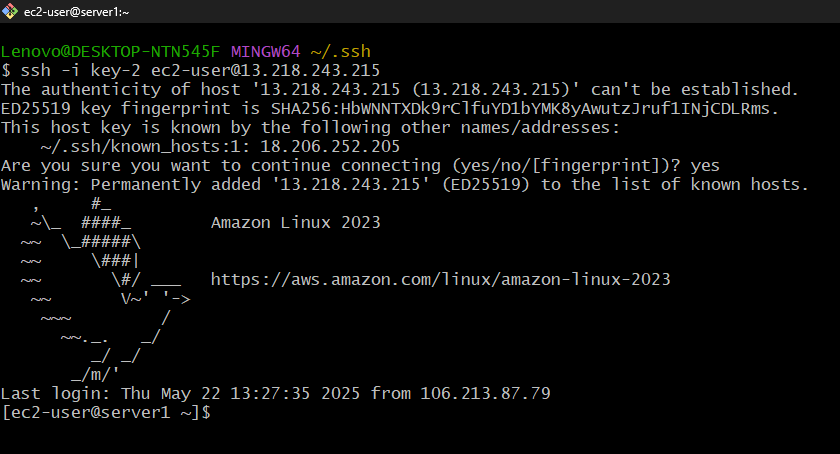 ec2-user@server1:~
Lenovo@DESKTOP-NTN545F MINGW64 ~/.ssh
$ ssh -i key-2 ec2-user@13.218.243.215
The authenticity of host '13.218.243.215 (13.218.243.215)' can't be established.
ED25519 key fingerprint is SHA256:HbWNNTXDk9rClfuYD1bYMK8yAwutzJruf1INjCDLRms.
This host key is known by the following other names/addresses:
    ~/.ssh/known_hosts:1: 18.206.252.205
Are you sure you want to continue connecting (yes/no/[fingerprint])? yes
Warning: Permanently added '13.218.243.215' (ED25519) to the list of known hosts.
   ,     #_
   ~\_  ####_        Amazon Linux 2023
  ~~  \_#####\
  ~~     \###|
  ~~       \#/ ___   https://aws.amazon.com/linux/amazon-linux-2023
   ~~       V~' '->
    ~~~         /
      ~~._.   _/
         _/ _/
       _/m/'
Last login: Thu May 22 13:27:35 2025 from 106.213.87.79
[ec2-user@server1 ~]$